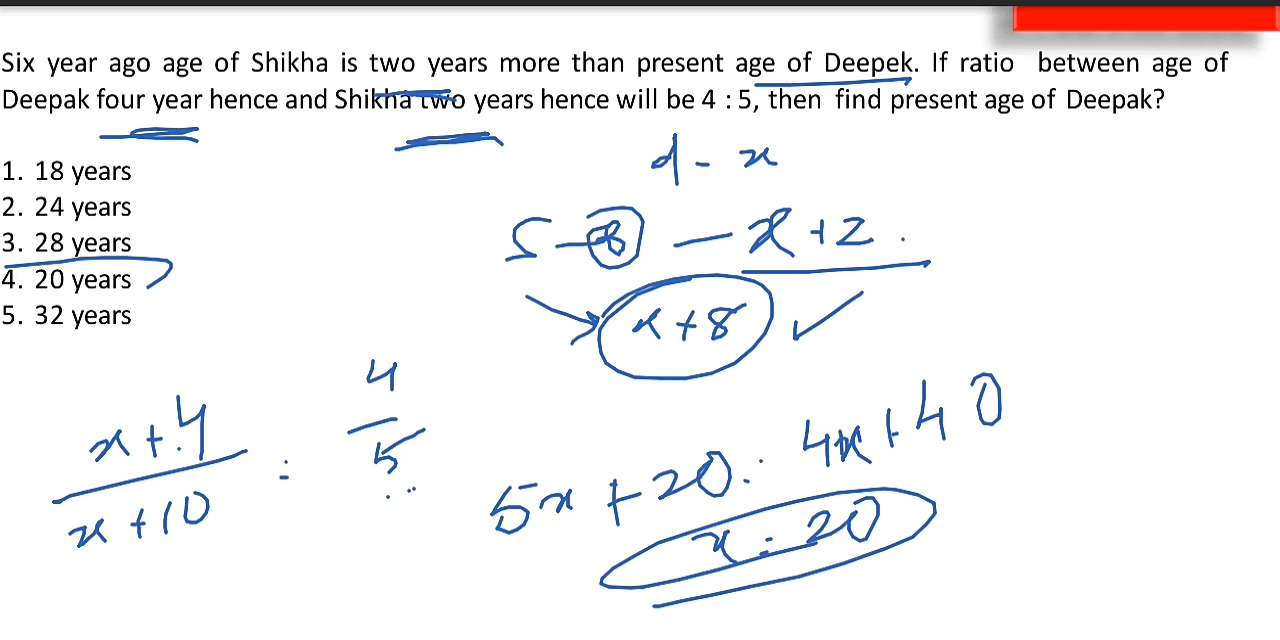 Six year ago age of Shikha is two years more than present age of Deepek. If ratio between age of
Deepak four year hence and Shikha two years hence will be 4 : 5, then find present age of Deepak?
1. 18 years
2. 24 years
3. 28 years
4. 20 years
5. 32 years
d - x
S - 6 - x + 2 .
x + 8
x + 4 / x + 10 = 4 / 5
5x + 20 = 4x + 40
x = 20